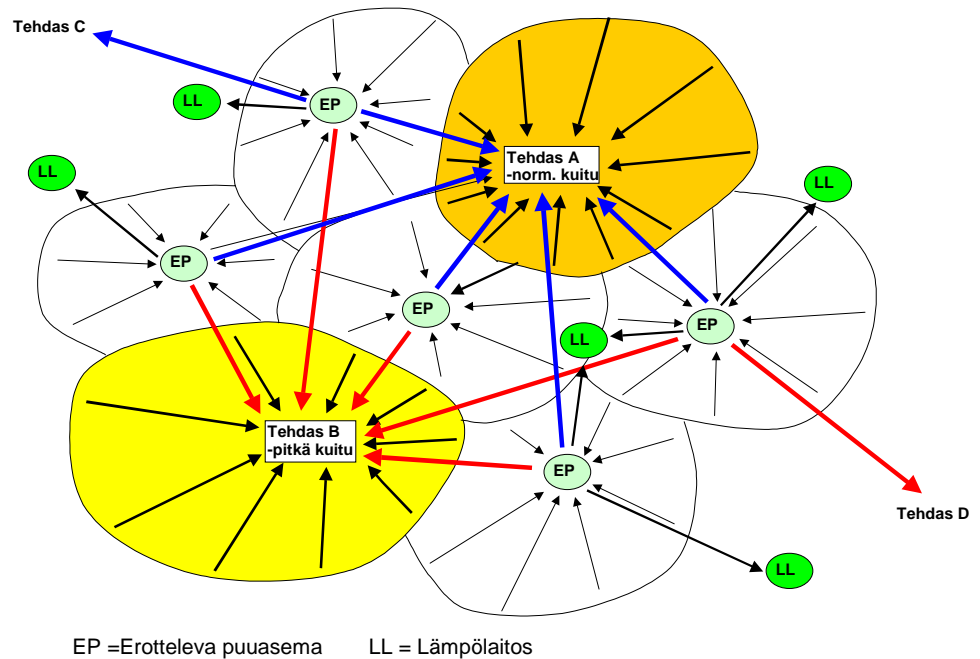 Tehdas C
LL
EP
Tehdas A
-norm. kuitu
LL
LL
EP
EP
LL
EP
Tehdas B
-pitkä kuitu
EP
Tehdas D
LL
EP =Erotteleva puuasema LL = Lämpölaitos